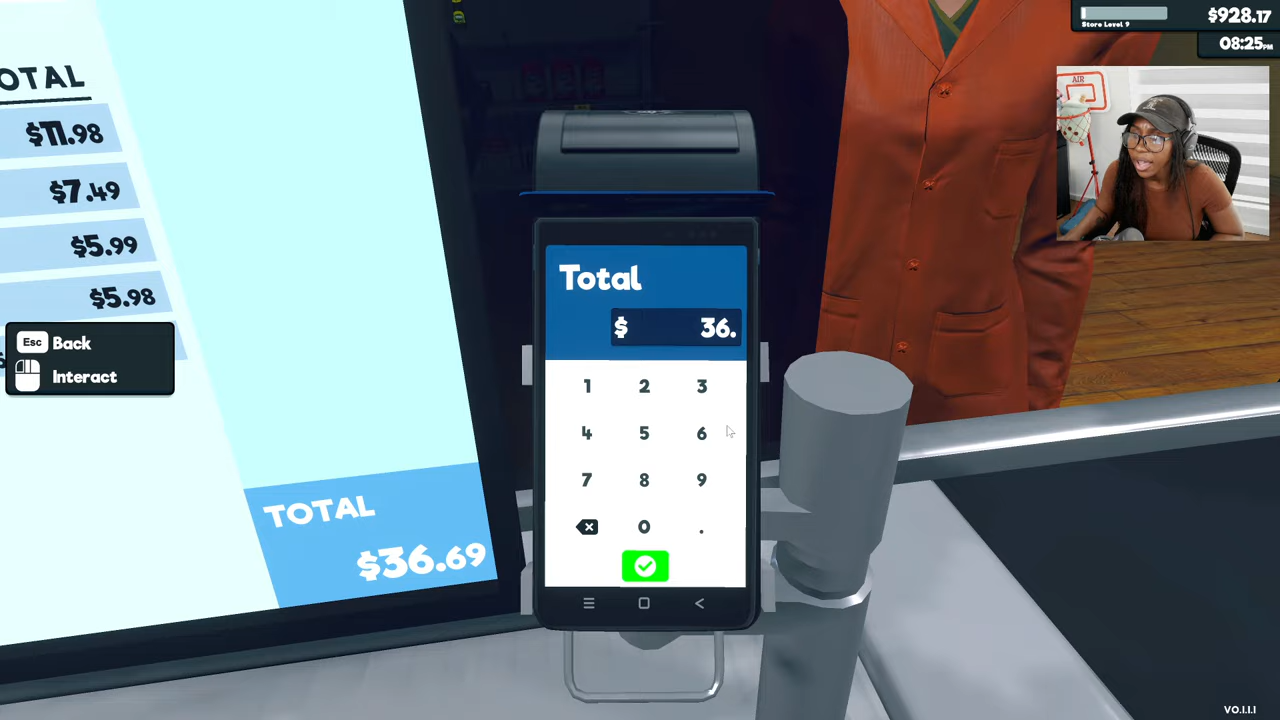 OTAL
$11.98
$7.49
$5.99
$5.98
Esc Back
Interact
TOTAL
$36.69
Total
$ 36.
1 2 3
4 5 6
7 8 9
0 .
$928.17
Store Level 9
08:25PM
AIR
V0.1.1.1